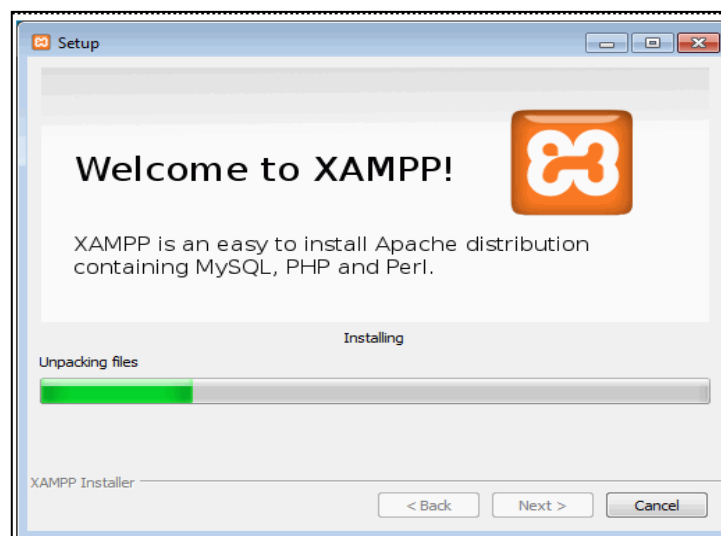 Setup
Welcome to XAMPP!
XAMPP is an easy to install Apache distribution
containing MySQL, PHP and Perl.
Installing
Unpacking files
XAMPP Installer
< Back Next > Cancel